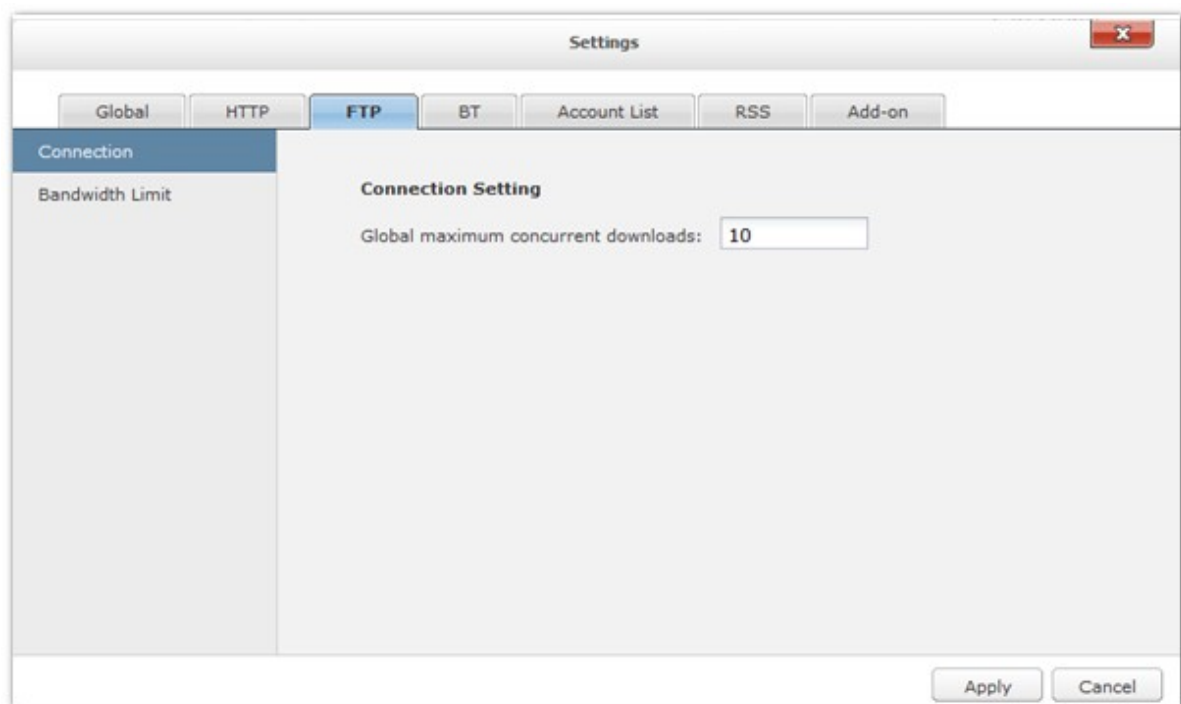 Settings
x
Global HTTP FTP BT Account List RSS Add-on
Connection
Bandwidth Limit
Connection Setting
Global maximum concurrent downloads: 10
Apply Cancel